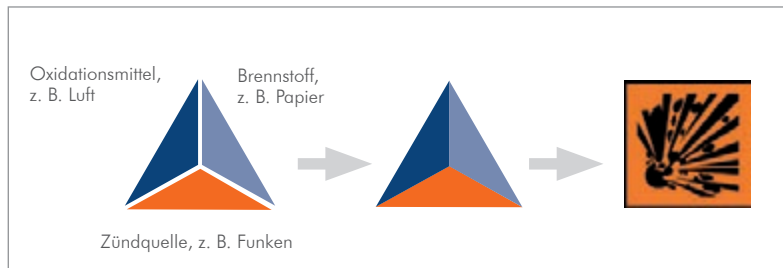 Oxidationsmittel,
z. B. Luft
Brennstoff,
z. B. Papier
Zündquelle, z. B. Funken